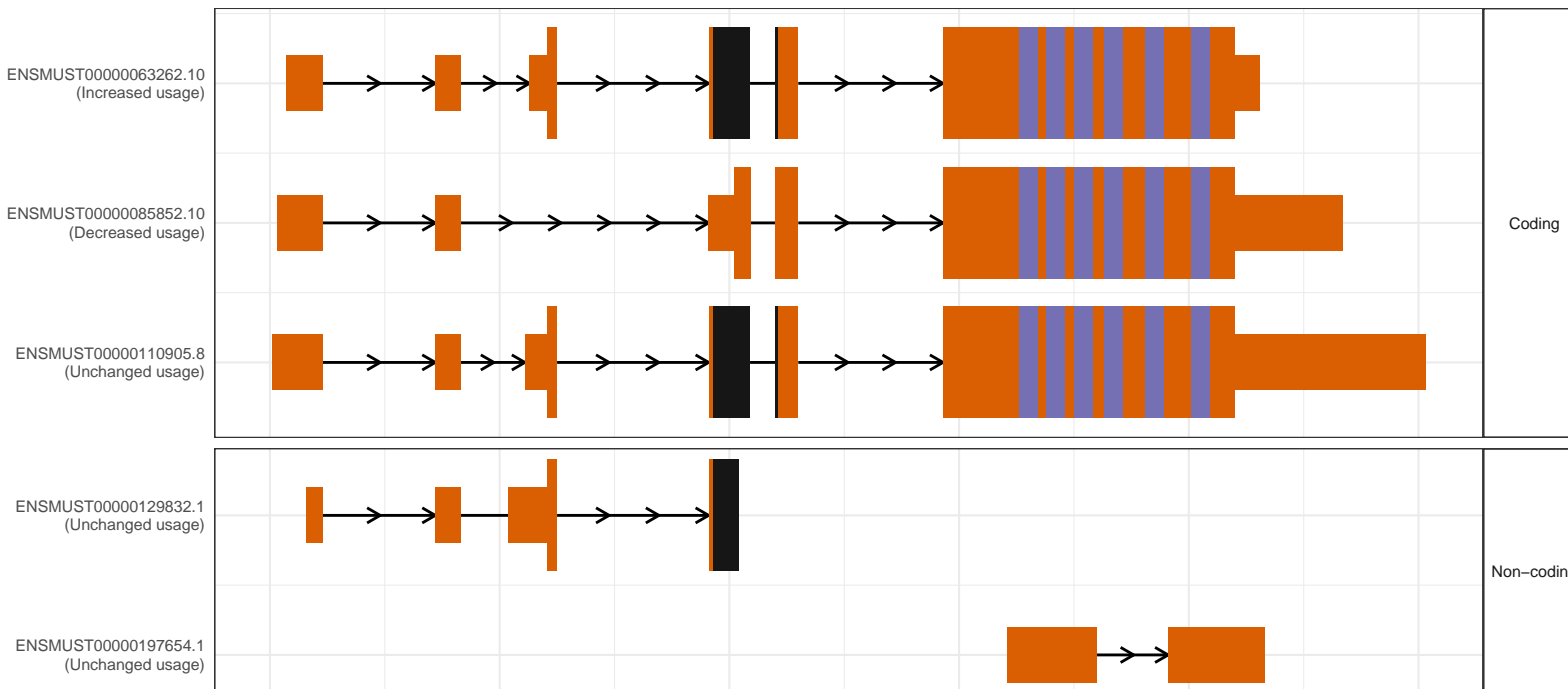 ENSMUST00000063262.10
(Increased usage)
ENSMUST00000085852.10
(Decreased usage)
Coding
ENSMUST00000110905.8
(Unchanged usage)
ENSMUST00000129832.1
(Unchanged usage)
Non−codin
ENSMUST00000197654.1
(Unchanged usage)